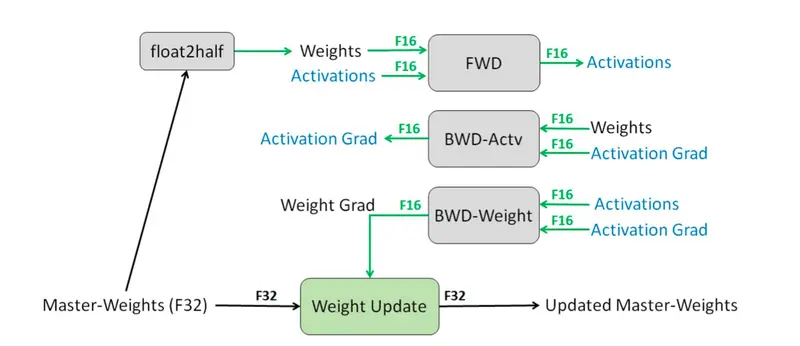 float2half
Weights
F16
FWD
F16
Activations
Activations
F16
Activation Grad
F16
BWD-Actv
F16
Weights
F16
Activation Grad
Weight Grad
F16
BWD-Weight
F16
Activations
F16
Activation Grad
Master-Weights (F32)
F32
Weight Update
F32
Updated Master-Weights